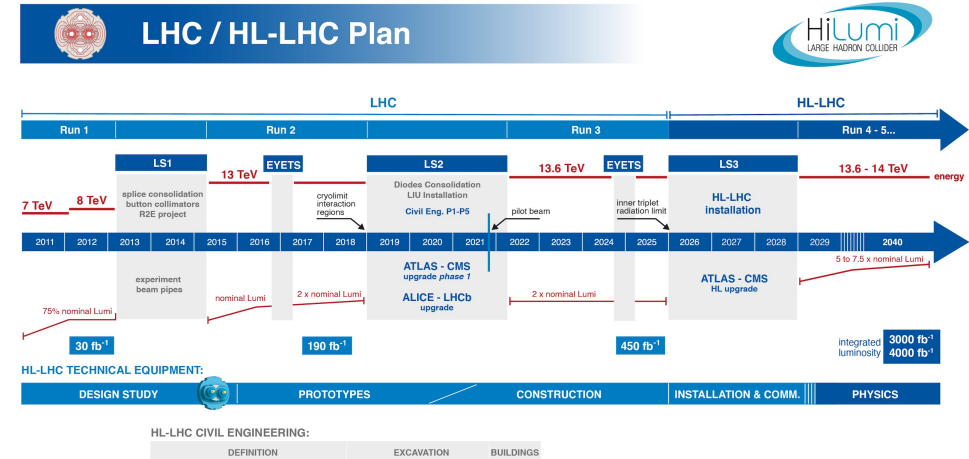 LHC / HL-LHC Plan
HiLumi
LARGE HADRON COLLIDER
LHC
HL-LHC
Run 1
Run 2
Run 3
Run 4 - 5...
LS1
EYETS
LS2
EYETS
LS3
7 TeV
8 TeV
13 TeV
13.6 TeV
13.6 - 14 TeV
energy
splice consolidation
button collimators
R2E project
cryolimit
interaction
regions
Diodes Consolidation
LIU Installation
Civil Eng. P1-P5
pilot beam
inner triplet
radiation limit
HL-LHC
installation
2011 2012 2013 2014 2015 2016 2017 2018 2019 2020 2021 2022 2023 2024 2025 2026 2027 2028 2029 2040
experiment
beam pipes
ATLAS - CMS
upgrade phase 1
ALICE - LHCb
upgrade
ATLAS - CMS
HL upgrade
75% nominal Lumi
nominal Lumi
2 x nominal Lumi
2 x nominal Lumi
5 to 7.5 x nominal Lumi
30 fb-1
190 fb-1
450 fb-1
integrated
luminosity
3000 fb-1
4000 fb-1
HL-LHC TECHNICAL EQUIPMENT:
DESIGN STUDY
PROTOTYPES
CONSTRUCTION
INSTALLATION & COMM.
PHYSICS
HL-LHC CIVIL ENGINEERING:
DEFINITION
EXCAVATION
BUILDINGS